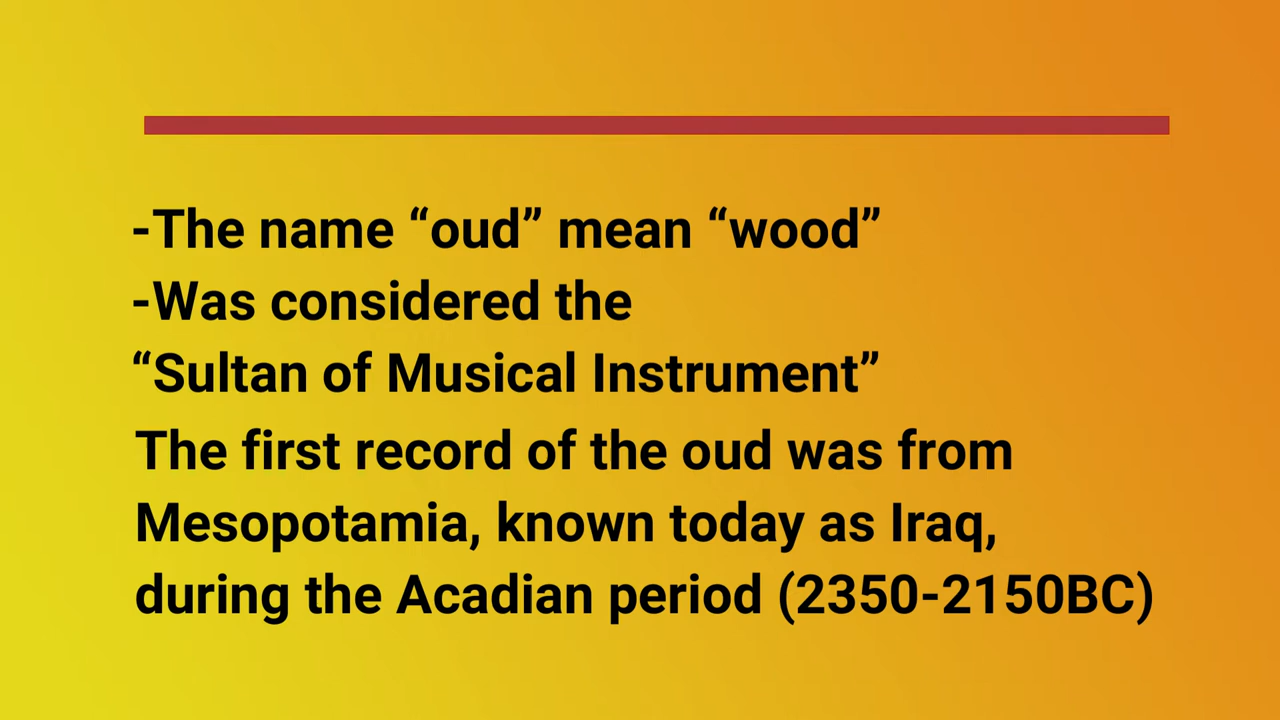 -The name “oud” mean “wood”
-Was considered the
“Sultan of Musical Instrument”
The first record of the oud was from
Mesopotamia, known today as Iraq,
during the Acadian period (2350-2150BC)